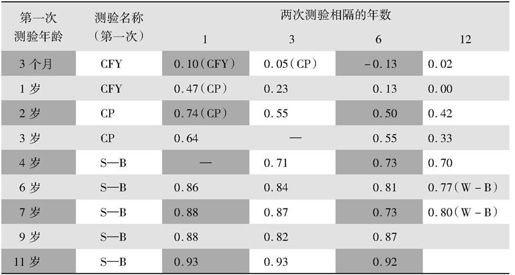 第一次 测验名称 两次测验相隔的年数
测验年龄 (第一次) 1 3 6 12
3个月 CFY 0.10(CFY) 0.05(CP) -0.13 0.02
1岁 CFY 0.47(CP) 0.23 0.13 0.00
2岁 CP 0.74(CP) 0.55 0.50 0.42
3岁 CP 0.64 — 0.55 0.33
4岁 S—B — 0.71 0.73 0.70
6岁 S—B 0.86 0.84 0.81 0.77(W-B)
7岁 S—B 0.88 0.87 0.73 0.80(W-B)
9岁 S—B 0.88 0.82 0.87
11岁 S—B 0.93 0.93 0.92